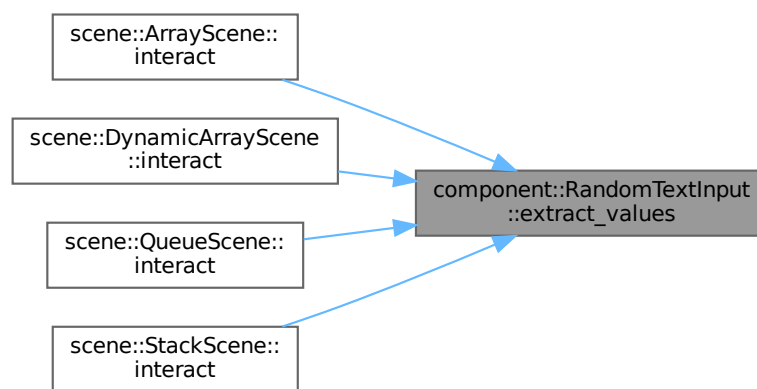 scene::ArrayScene::
interact
scene::DynamicArrayScene
::interact
component::RandomTextInput
::extract_values
scene::QueueScene::
interact
scene::StackScene::
interact